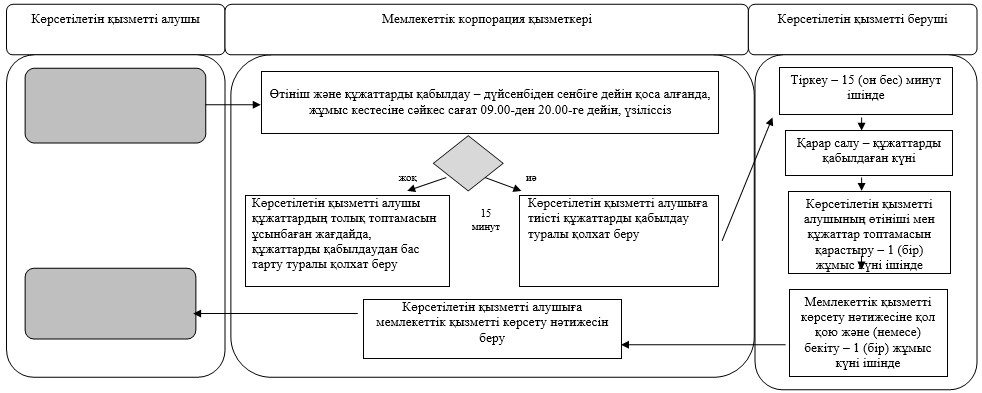 Көрсетілетін қызметті алушы
Мемлекеттік корпорация қызметкері
Көрсетілетін қызметті беруші
Өтініш және құжаттарды қабылдау – дүйсенбіден сенбіге дейін қоса алғанда,
жұмыс кестесіне сәйкес сағат 09.00-ден 20.00-ге дейін, үзіліссіз
жоқ
иә
Көрсетілетін қызметті алушы
құжаттардың толық топтамасын
ұсынбаған жағдайда,
құжаттарды қабылдаудан бас
тарту туралы қолхат беру
15
минут
Көрсетілетін қызметті алушыға
тиісті құжаттарды қабылдау
туралы қолхат беру
Тіркеу – 15 (он бес) минут
ішінде
Қарар салу – құжаттарды
қабылдаған күні
Көрсетілетін қызметті
алушының өтініші мен
құжаттар топтамасын
қарастыру – 1 (бір)
жұмыс күні ішінде
Мемлекеттік қызметті
көрсету нәтижесіне қол
қою және (немесе)
бекіту – 1 (бір) жұмыс
күні ішінде
Көрсетілетін қызметті алушыға
мемлекеттік қызметті көрсету нәтижесін
беру